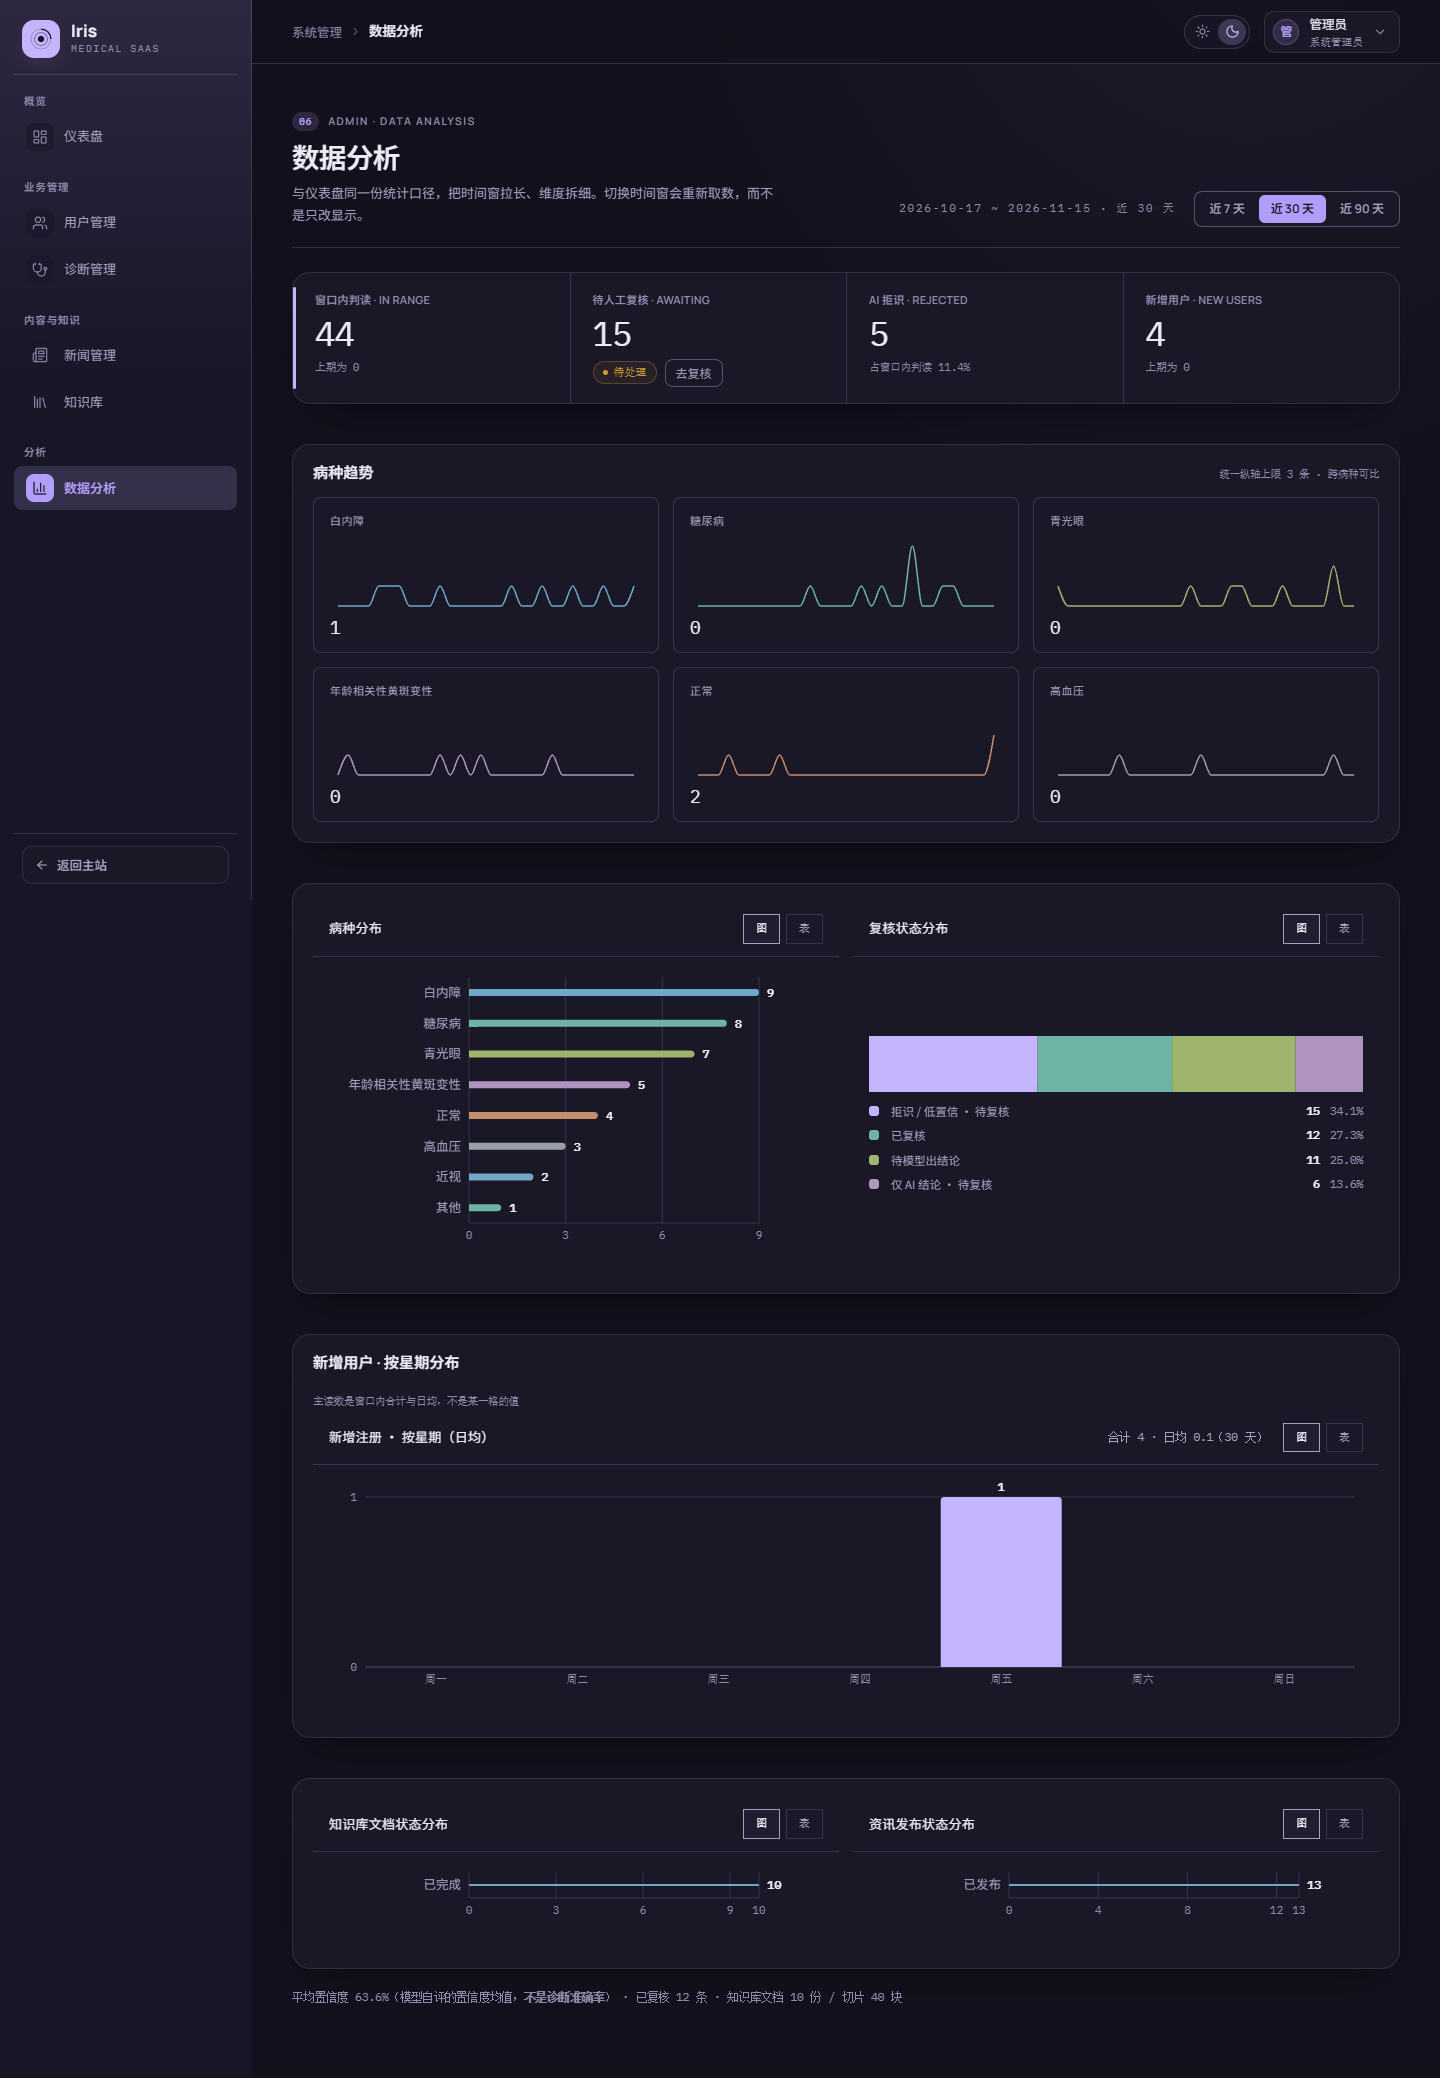 Iris
MEDICAL SAAS
概览
仪表盘
业务管理
用户管理
诊断管理
内容与知识
新闻管理
知识库
分析
数据分析
返回主站
系统管理 > 数据分析
管 管理员
系统管理员
06 ADMIN · DATA ANALYSIS
数据分析
与仪表盘同一份统计口径，把时间窗拉长、维度拆细。切换时间窗会重新取数，而不
是只改显示。
2026-10-17 ~ 2026-11-15 · 近 30 天
近 7 天 近 30 天 近 90 天
窗口内判读 · IN RANGE
44
上期为 0
待人工复核 · AWAITING
15
待处理 去复核
AI 拒识 · REJECTED
5
占窗口内判读 11.4%
新增用户 · NEW USERS
4
上期为 0
病种趋势
统一纵轴上限 3 条 · 跨病种可比
白内障
1
糖尿病
0
青光眼
0
年龄相关性黄斑变性
0
正常
2
高血压
0
病种分布
图 表
白内障 9
糖尿病 8
青光眼 7
年龄相关性黄斑变性 5
正常 4
高血压 3
近视 2
其他 1
0 3 6 9
复核状态分布
图 表
拒识 / 低置信 · 待复核 15 34.1%
已复核 12 27.3%
待模型出结论 11 25.0%
仅 AI 结论 · 待复核 6 13.6%
新增用户 · 按星期分布
主读数是窗口内合计与日均，不是某一格的值
新增注册 · 按星期（日均）
合计 4 · 日均 0.1（30 天）
图 表
1
1
0
周一 周二 周三 周四 周五 周六 周日
知识库文档状态分布
图 表
已完成 10
0 3 6 9 10
资讯发布状态分布
图 表
已发布 13
0 4 8 12 13
平均置信度 63.6%（模型自评的置信度均值，不是诊断准确率） · 已复核 12 条 · 知识库文档 10 份 / 切片 40 块